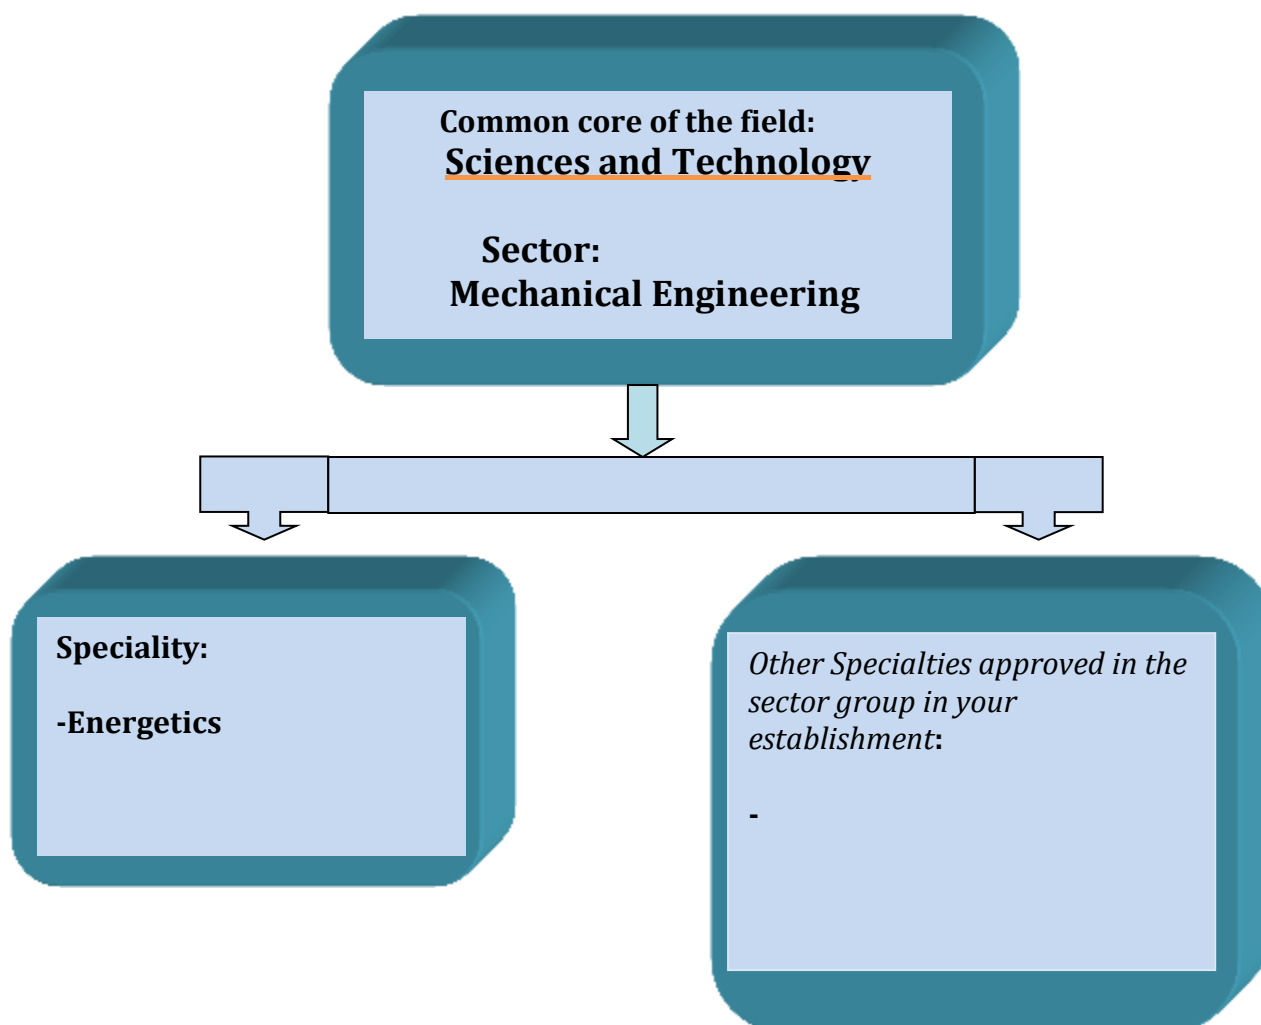 Common core of the field:
Sciences and Technology
Sector:
Mechanical Engineering
Speciality:
-Energetics
Other Specialties approved in the
sector group in your
establishment:
-